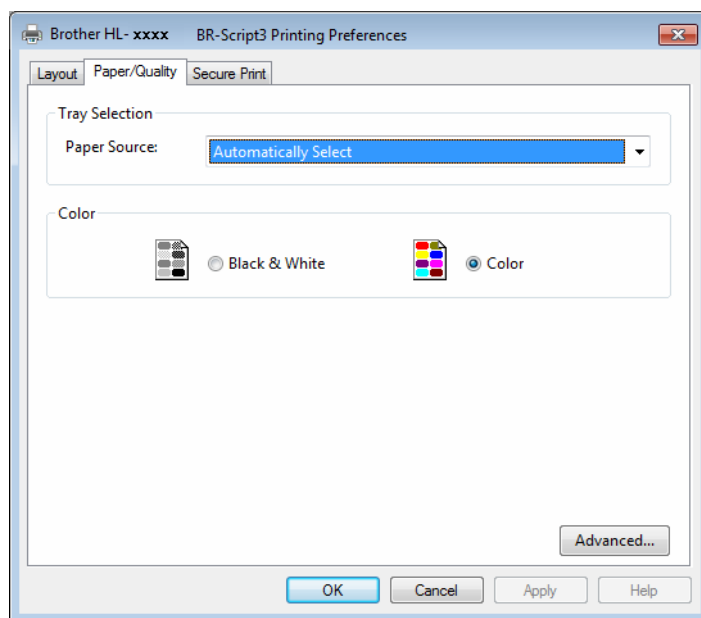 Brother HL- xxxx BR-Script3 Printing Preferences
Layout Paper/Quality Secure Print
Tray Selection
Paper Source: Automatically Select
Color
Black & White Color
Advanced...
OK Cancel Apply Help